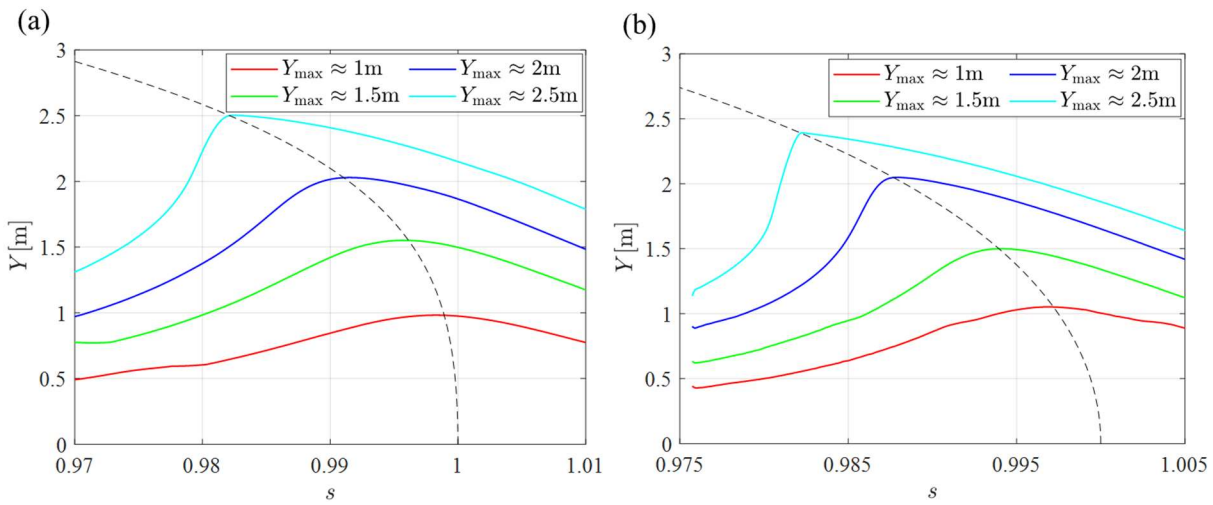 (a)
3
2.5
2
1.5
1
0.5
0
Y [m]
Y_max ≈ 1m Y_max ≈ 2m
Y_max ≈ 1.5m Y_max ≈ 2.5m
0.97 0.98 0.99 1 1.01
s
(b)
3
2.5
2
1.5
1
0.5
0
Y [m]
Y_max ≈ 1m Y_max ≈ 2m
Y_max ≈ 1.5m Y_max ≈ 2.5m
0.975 0.985 0.995 1.005
s